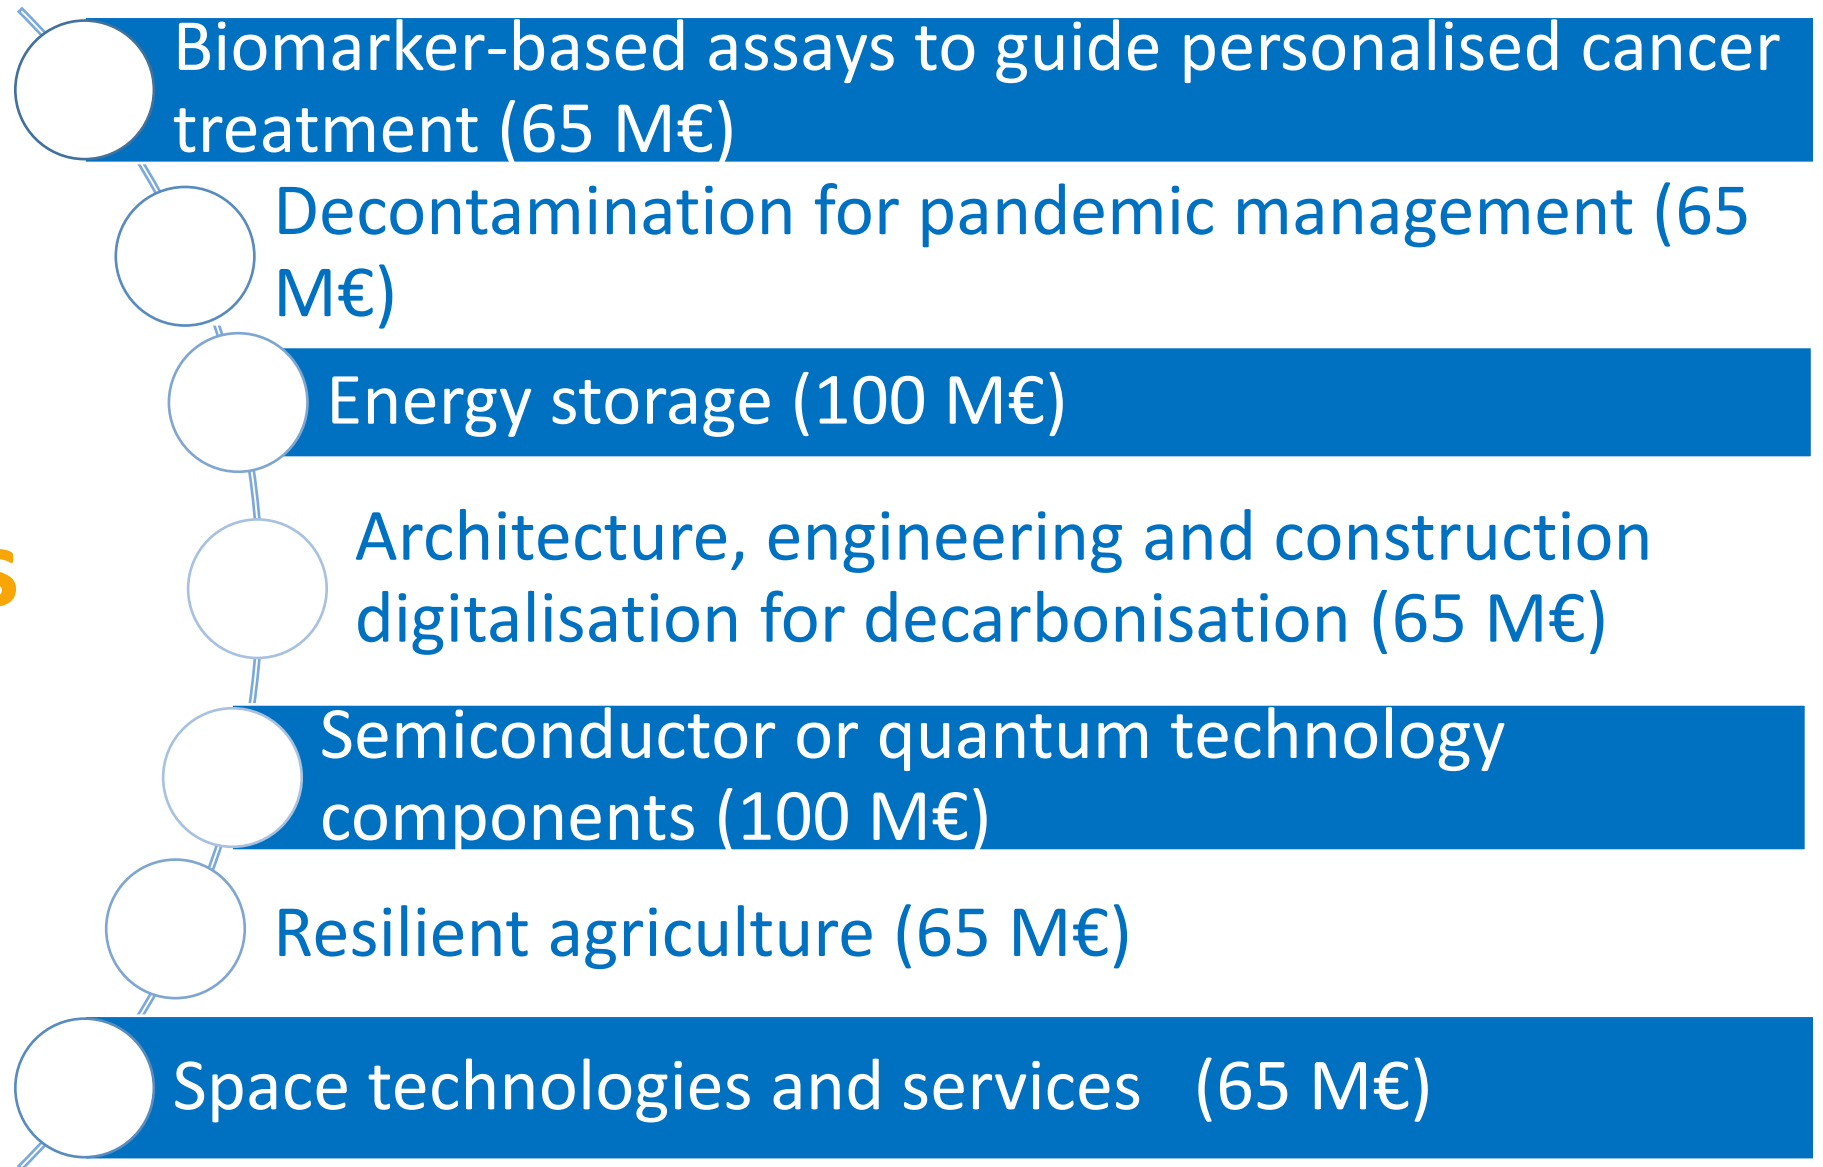 Biomarker-based assays to guide personalised cancer
treatment (65 M€)
Decontamination for pandemic management (65
M€)
Energy storage (100 M€)
Architecture, engineering and construction
digitalisation for decarbonisation (65 M€)
s
Semiconductor or quantum technology
components (100 M€)
Resilient agriculture (65 M€)
Space technologies and services (65 M€)